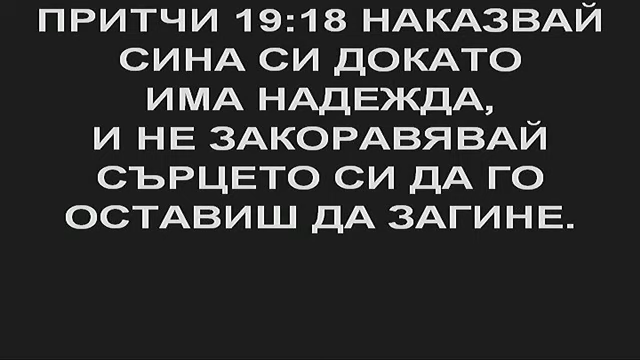 ПРИТЧИ 19:18 НАКАЗВАЙ
СИНА СИ ДОКАТО
ИМА НАДЕЖДА,
И НЕ ЗАКОРАВЯВАЙ
СЪРЦЕТО СИ ДА ГО
ОСТАВИШ ДА ЗАГИНЕ.